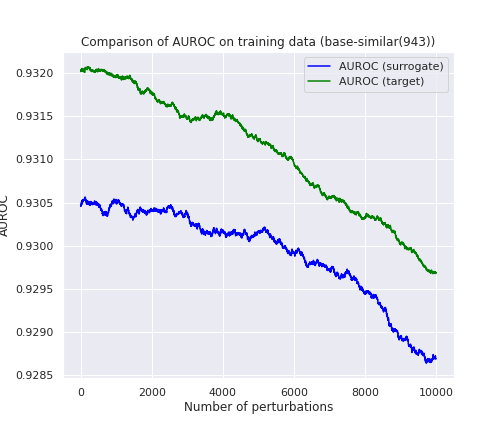 Comparison of AUROC on training data (base-similar(943))
AUROC (surrogate)
AUROC (target)
0.9320
0.9315
0.9310
0.9305
0.9300
0.9295
0.9290
0.9285
AUROC
0 2000 4000 6000 8000 10000
Number of perturbations